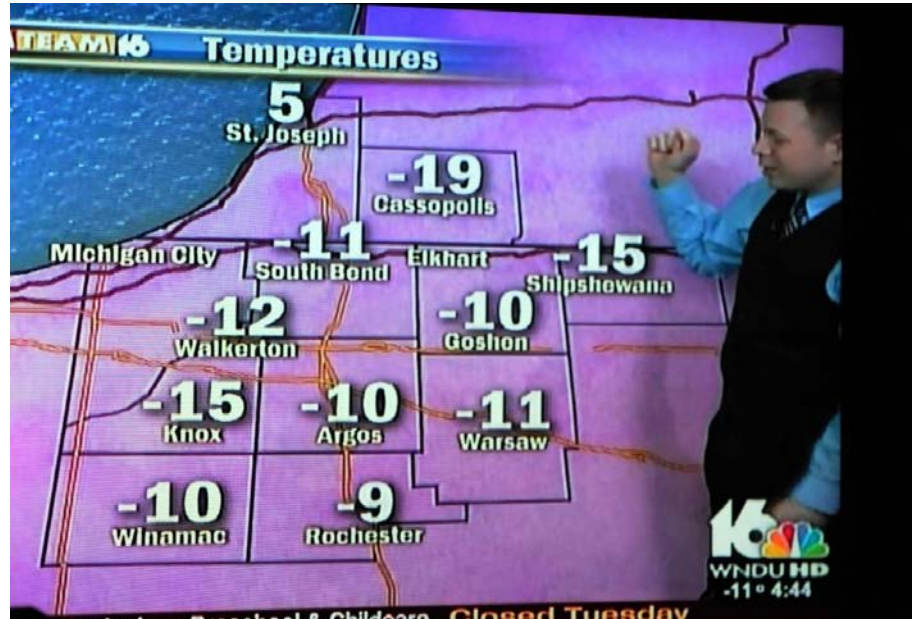 TEAM 16 Temperatures
5
St. Joseph
-19
Cassopolis
Michigan City
-11
South Bend
Elkhart
-15
Shipshewana
-12
Walkerton
-10
Goshen
-15
Knox
-10
Argos
-11
Warsaw
-10
Winamac
-9
Rochester
16
WNDU HD
-11° 4:44
Preschool & Childcare Closed Tuesday